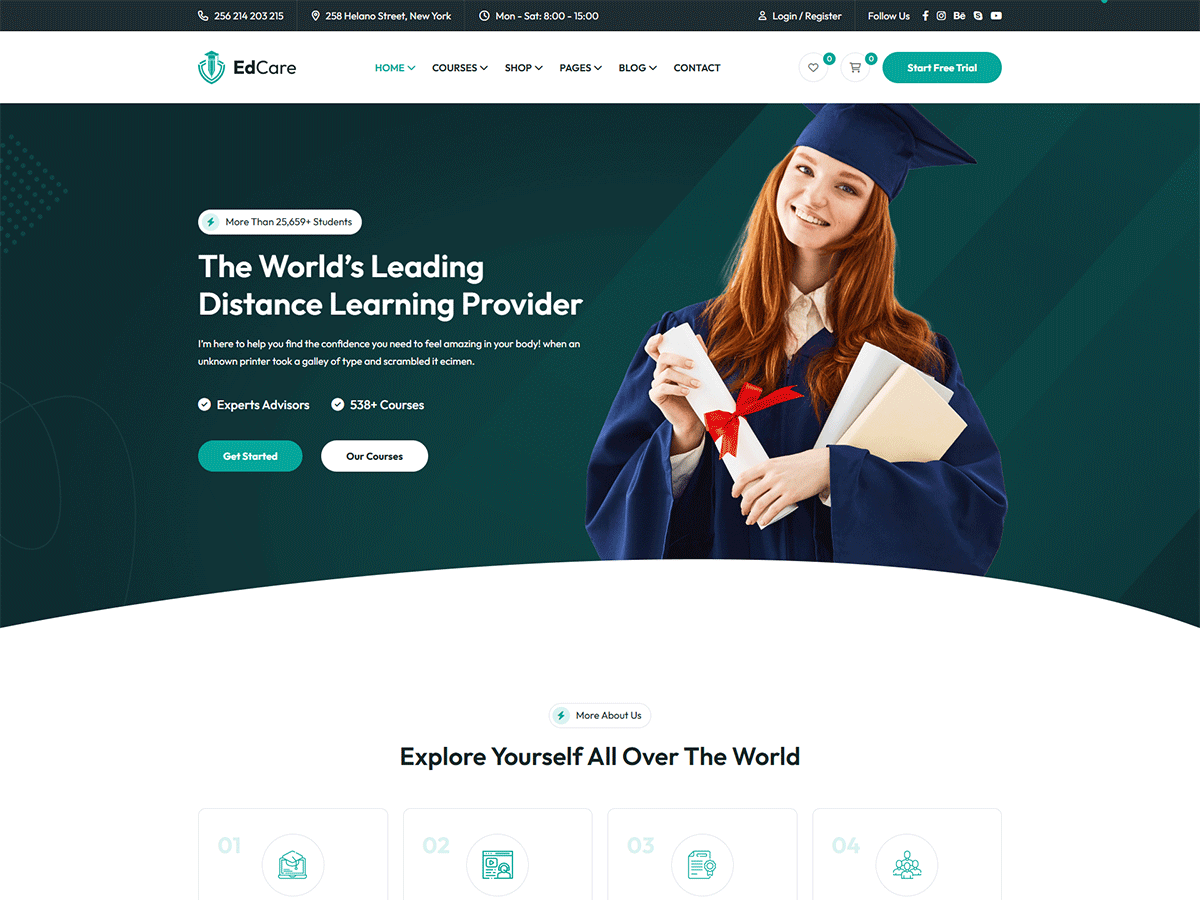 256 214 203 215
258 Helano Street, New York
Mon - Sat: 8:00 - 15:00
Login / Register
Follow Us
Bē
EdCare
HOME
COURSES
SHOP
PAGES
BLOG
CONTACT
0
0
Start Free Trial
More Than 25,659+ Students
The World’s Leading
Distance Learning Provider
I’m here to help you find the confidence you need to feel amazing in your body! when an
unknown printer took a galley of type and scrambled it ecimen.
Experts Advisors
538+ Courses
Get Started
Our Courses
More About Us
Explore Yourself All Over The World
01
02
03
04